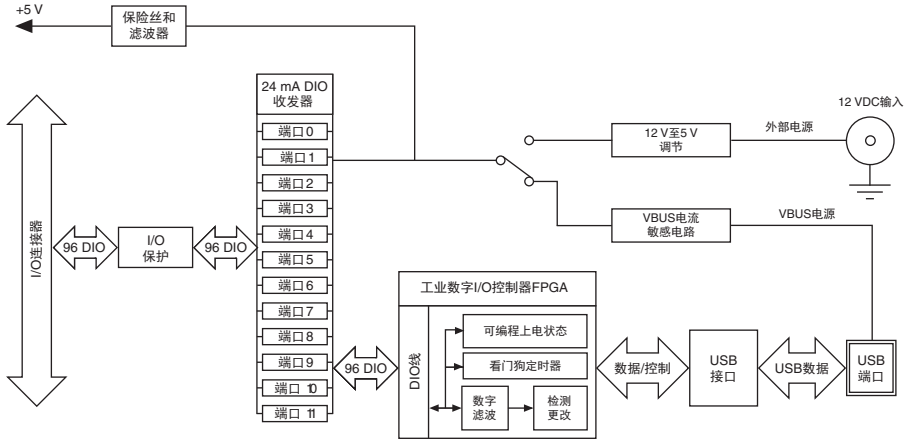 +5 V
保险丝和
滤波器
24 mA DIO
收发器
端口0
端口1
端口2
端口3
端口4
端口5
端口6
端口7
端口8
端口9
端口 10
端口 11
I/O连接器
96 DIO
I/O
保护
96 DIO
12 V至5 V
调节
外部电源
12 VDC输入
VBUS电流
敏感电路
VBUS电源
96 DIO
工业数字I/O控制器FPGA
DIO线
可编程上电状态
看门狗定时器
数字
滤波
检测
更改
数据/控制
USB
接口
USB数据
USB
端口